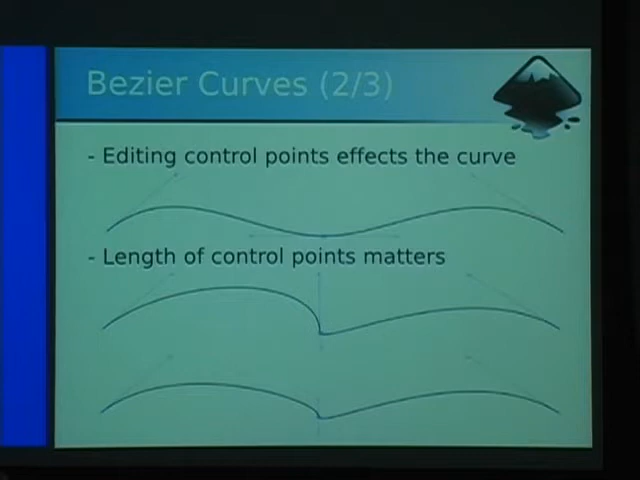 Bezier Curves (2/3)
- Editing control points effects the curve
- Length of control points matters